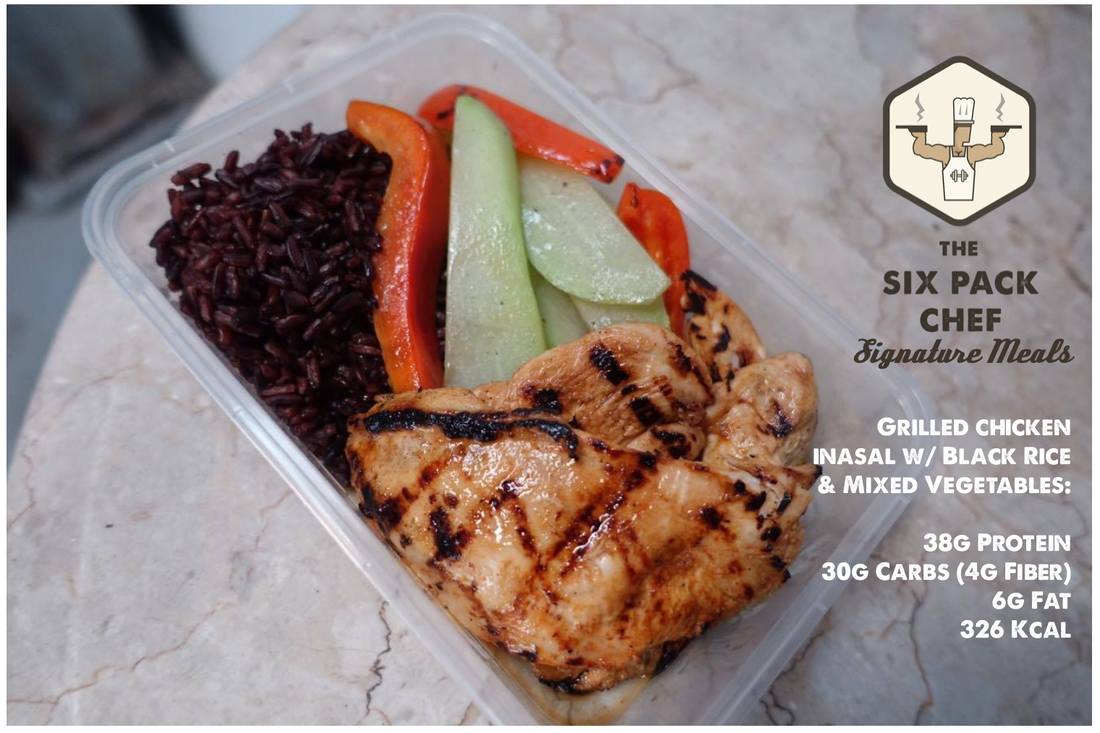 THE
SIX PACK
CHEF
Signature Meals
GRILLED CHICKEN
INASAL W/ BLACK RICE
& MIXED VEGETABLES:
38G PROTEIN
30G CARBS (4G FIBER)
6G FAT
326 KCAL